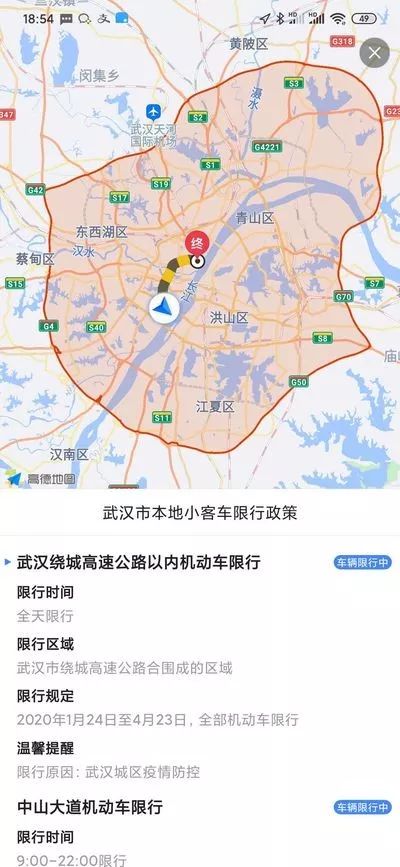 18:54
49
黄陂区
G318
闵集乡
滠水
S3
武汉天河
国际机场
S2
G4221
S1
S19
G42
S17
青山区
东西湖区
汉水
终
蔡甸区
长江
S15
S7
G70
洪山区
G4
S40
S8
G50
江夏区
S11
汉南区
高德地图
武汉市本地小客车限行政策
武汉绕城高速公路以内机动车限行
车辆限行中
限行时间
全天限行
限行区域
武汉市绕城高速公路合围成的区域
限行规定
2020年1月24日至4月23日, 全部机动车限行
温馨提醒
限行原因: 武汉城区疫情防控
中山大道机动车限行
车辆限行中
限行时间
9:00-22:00限行